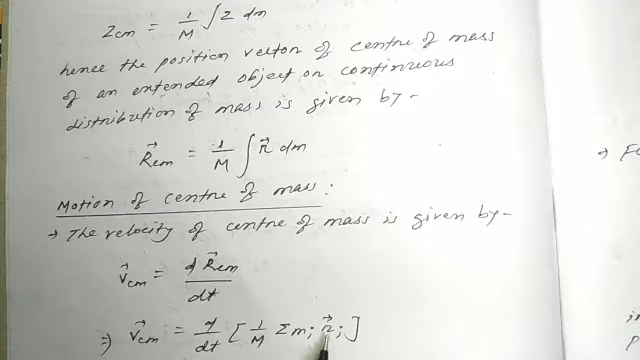 Zcm = 1/M ∫ Z dm
hence the position vector of centre of mass
of an extended object or continuous
distribution of mass is given by-
R⃗cm = 1/M ∫ r⃗ dm
Motion of centre of mass:
→ The velocity of centre of mass is given by-
v⃗cm = dR⃗cm/dt
⇒ v⃗cm = d/dt [ 1/M Σmᵢ r⃗ᵢ ]